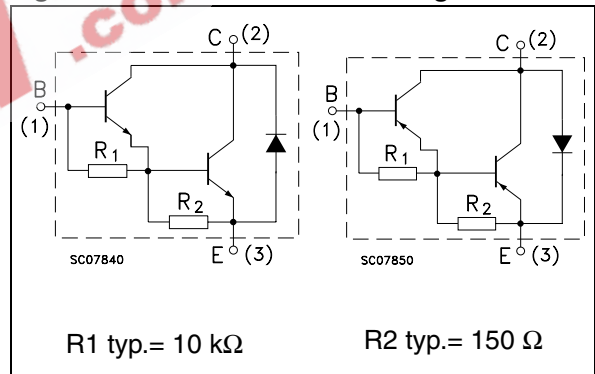 .co
C (2)
B
(1)
R1
R2
SC07840
E (3)
C (2)
B
(1)
R1
R2
SC07850
E (3)
R1 typ.= 10 kΩ
R2 typ.= 150 Ω